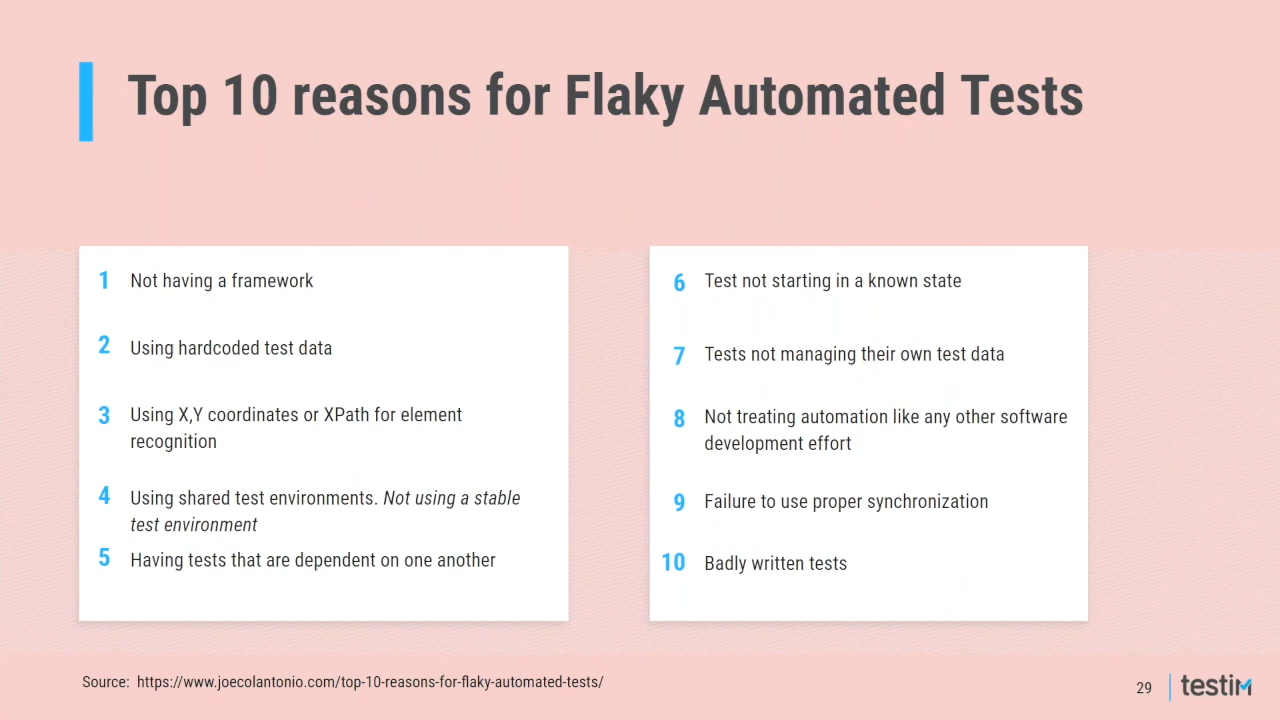 Top 10 reasons for Flaky Automated Tests
1 Not having a framework
2 Using hardcoded test data
3 Using X,Y coordinates or XPath for element
recognition
4 Using shared test environments. Not using a stable
test environment
5 Having tests that are dependent on one another
6 Test not starting in a known state
7 Tests not managing their own test data
8 Not treating automation like any other software
development effort
9 Failure to use proper synchronization
10 Badly written tests
Source: https://www.joecolantonio.com/top-10-reasons-for-flaky-automated-tests/
29 testim